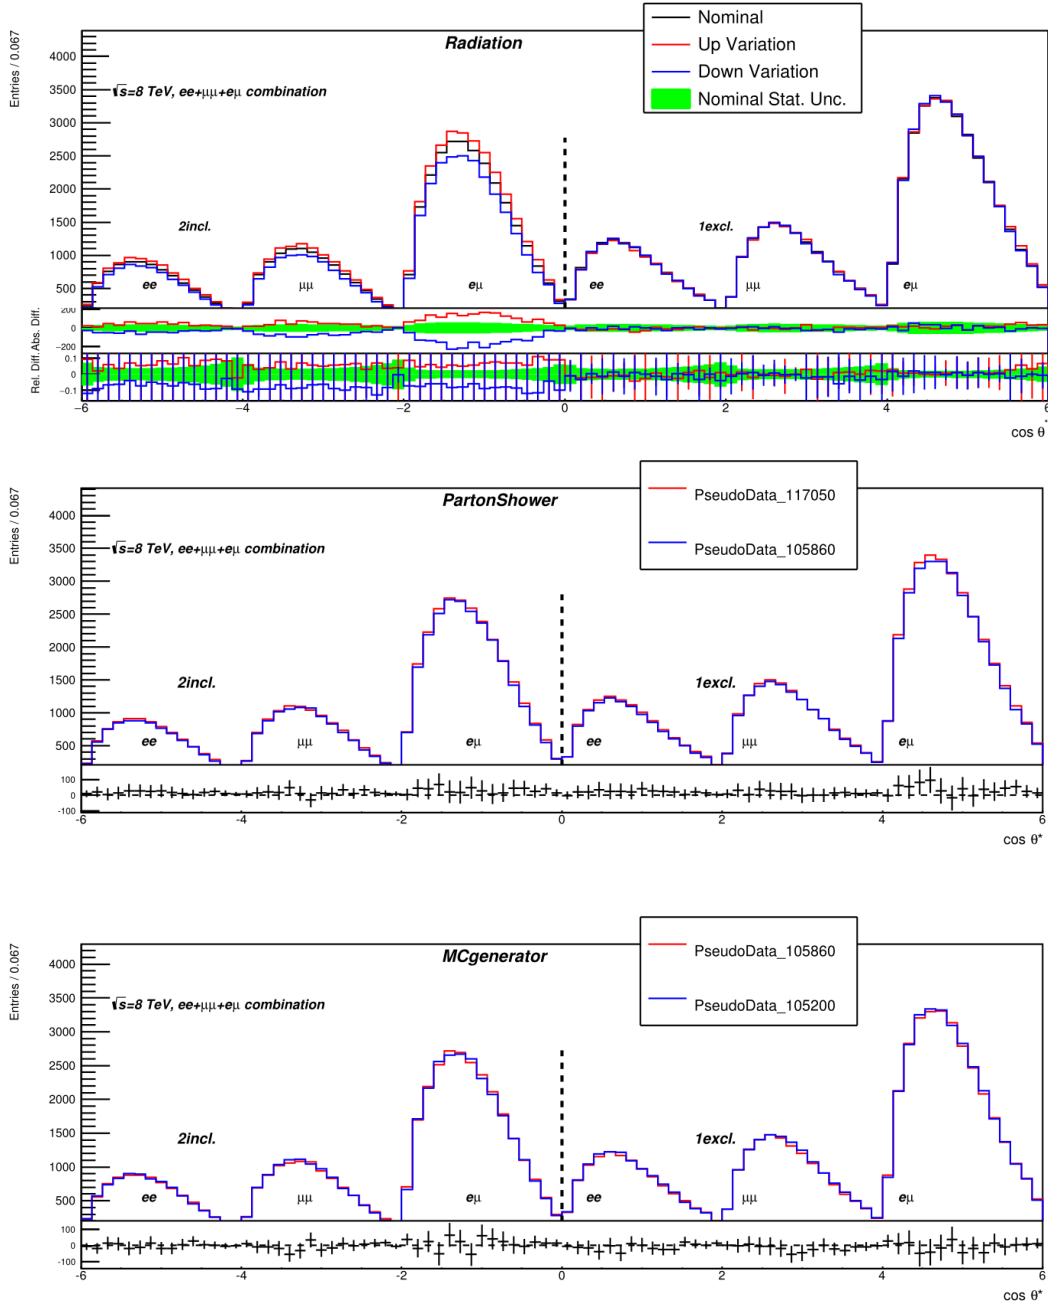 Nominal
Up Variation
Down Variation
Nominal Stat. Unc.
Radiation
Entries / 0.067
√s=8 TeV, ee+μμ+eμ combination
4000
3500
3000
2500
2000
1500
1000
500
2incl.
1excl.
ee
μμ
eμ
ee
μμ
eμ
Abs. Diff.
200
0
−200
Rel. Diff.
0.1
0
−0.1
−6 −4 −2 0 2 4 6
cos θ*
PartonShower
PseudoData_117050
PseudoData_105860
Entries / 0.067
√s=8 TeV, ee+μμ+eμ combination
4000
3500
3000
2500
2000
1500
1000
500
2incl.
1excl.
ee
μμ
eμ
ee
μμ
eμ
100
0
-100
-6 -4 -2 0 2 4 6
cos θ*
MCgenerator
PseudoData_105860
PseudoData_105200
Entries / 0.067
√s=8 TeV, ee+μμ+eμ combination
4000
3500
3000
2500
2000
1500
1000
500
2incl.
1excl.
ee
μμ
eμ
ee
μμ
eμ
100
0
-100
-6 -4 -2 0 2 4 6
cos θ*